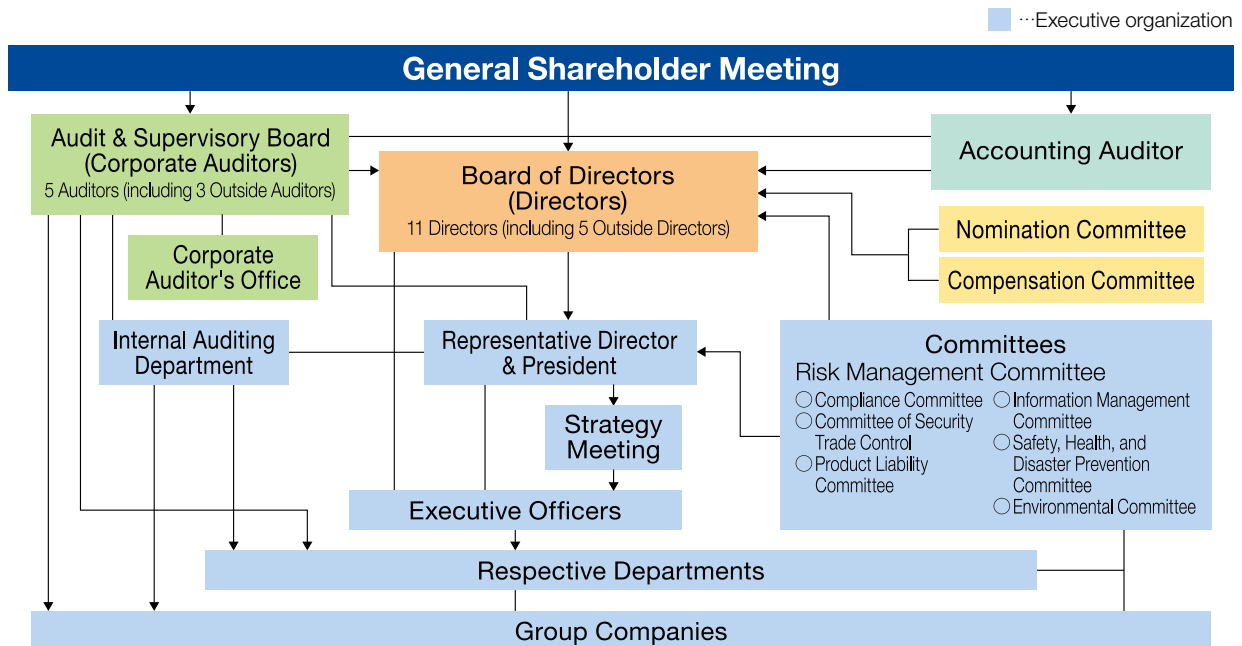 …Executive organization
General Shareholder Meeting
Audit & Supervisory Board
(Corporate Auditors)
5 Auditors (including 3 Outside Auditors)
Board of Directors
(Directors)
11 Directors (including 5 Outside Directors)
Accounting Auditor
Nomination Committee
Compensation Committee
Corporate
Auditor's Office
Internal Auditing
Department
Representative Director
& President
Strategy
Meeting
Executive Officers
Committees
Risk Management Committee
○Compliance Committee
○Committee of Security
Trade Control
○Product Liability
Committee
○Information Management
Committee
○Safety, Health, and
Disaster Prevention
Committee
○Environmental Committee
Respective Departments
Group Companies